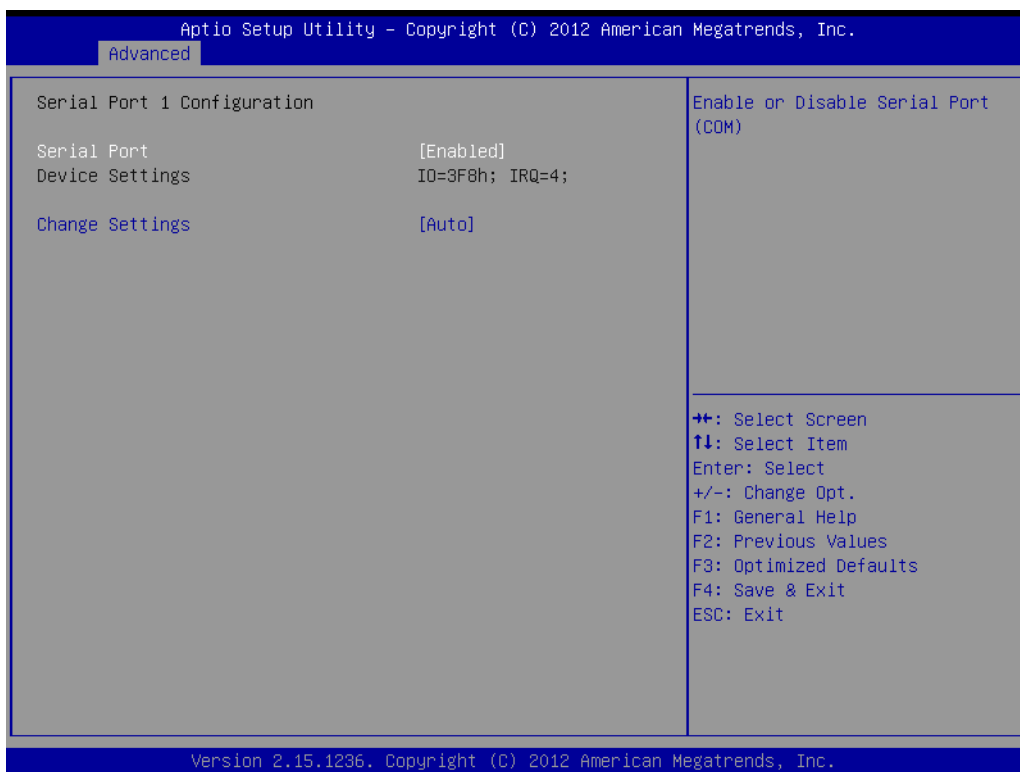 Aptio Setup Utility – Copyright (C) 2012 American Megatrends, Inc.
Advanced
Serial Port 1 Configuration
Serial Port [Enabled]
Device Settings IO=3F8h; IRQ=4;
Change Settings [Auto]
Enable or Disable Serial Port
(COM)
→←: Select Screen
↑↓: Select Item
Enter: Select
+/-: Change Opt.
F1: General Help
F2: Previous Values
F3: Optimized Defaults
F4: Save & Exit
ESC: Exit
Version 2.15.1236. Copyright (C) 2012 American Megatrends, Inc.